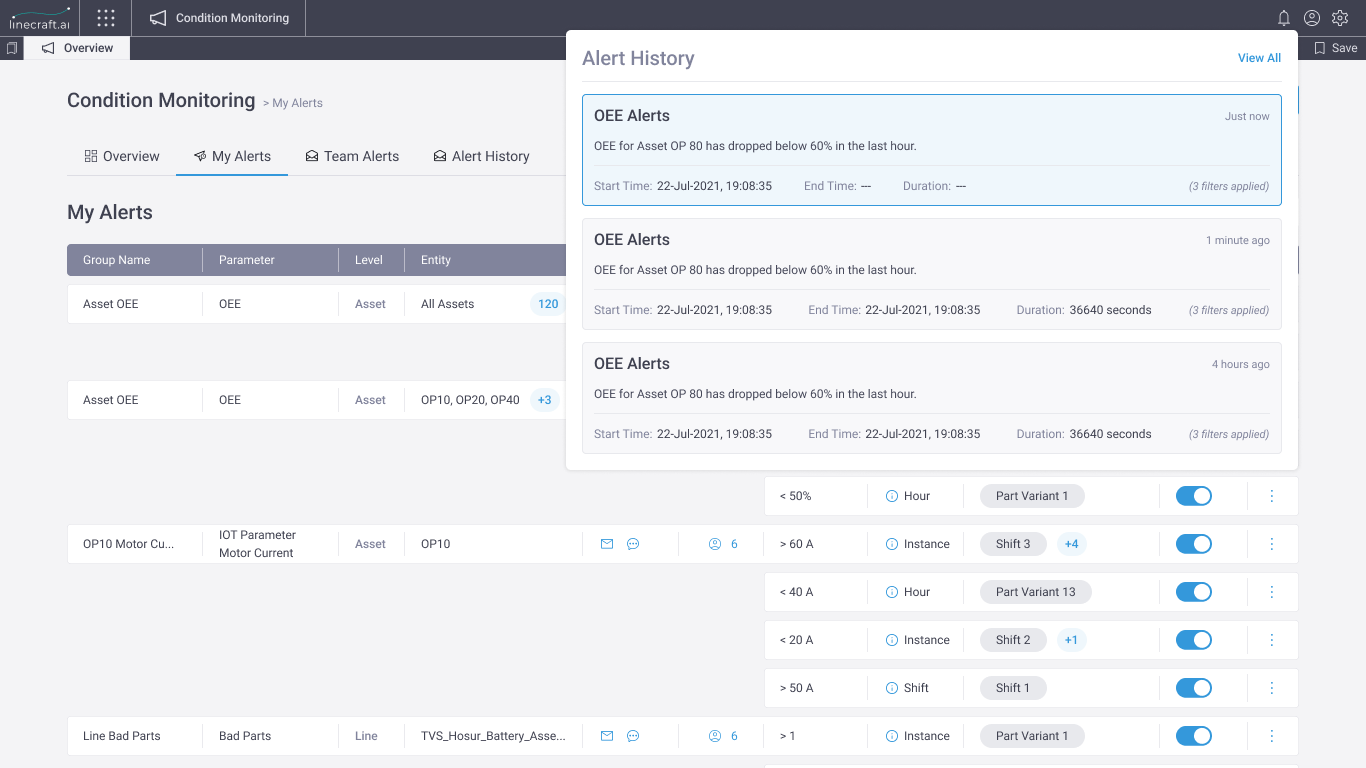 linecraft.ai
Condition Monitoring
Overview
Save
Condition Monitoring > My Alerts
Overview
My Alerts
Team Alerts
Alert History
My Alerts
Group Name Parameter Level Entity
Asset OEE OEE Asset All Assets 120
Asset OEE OEE Asset OP10, OP20, OP40 +3
Alert History View All
OEE Alerts Just now
OEE for Asset OP 80 has dropped below 60% in the last hour.
Start Time: 22-Jul-2021, 19:08:35 End Time: --- Duration: --- (3 filters applied)
OEE Alerts 1 minute ago
OEE for Asset OP 80 has dropped below 60% in the last hour.
Start Time: 22-Jul-2021, 19:08:35 End Time: 22-Jul-2021, 19:08:35 Duration: 36640 seconds (3 filters applied)
OEE Alerts 4 hours ago
OEE for Asset OP 80 has dropped below 60% in the last hour.
Start Time: 22-Jul-2021, 19:08:35 End Time: 22-Jul-2021, 19:08:35 Duration: 36640 seconds (3 filters applied)
< 50% Hour Part Variant 1
OP10 Motor Cu... IOT Parameter
Motor Current Asset OP10 6 > 60 A Instance Shift 3 +4
< 40 A Hour Part Variant 13
< 20 A Instance Shift 2 +1
> 50 A Shift Shift 1
Line Bad Parts Bad Parts Line TVS_Hosur_Battery_Asse... 6 > 1 Instance Part Variant 1